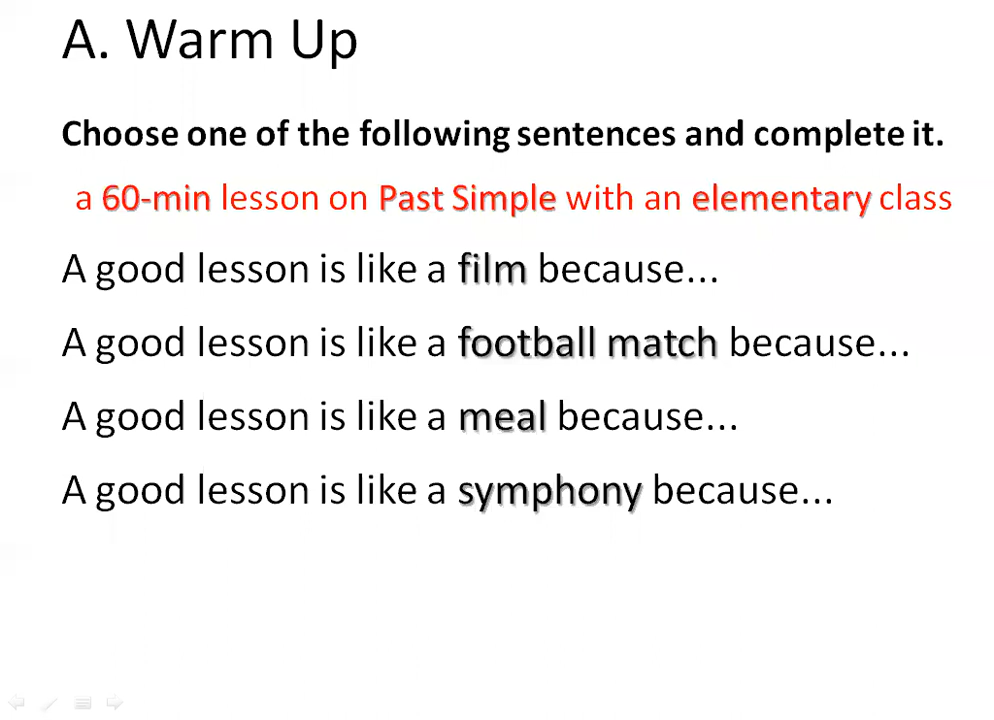 A. Warm Up
Choose one of the following sentences and complete it.
a 60-min lesson on Past Simple with an elementary class
A good lesson is like a film because...
A good lesson is like a football match because...
A good lesson is like a meal because...
A good lesson is like a symphony because...